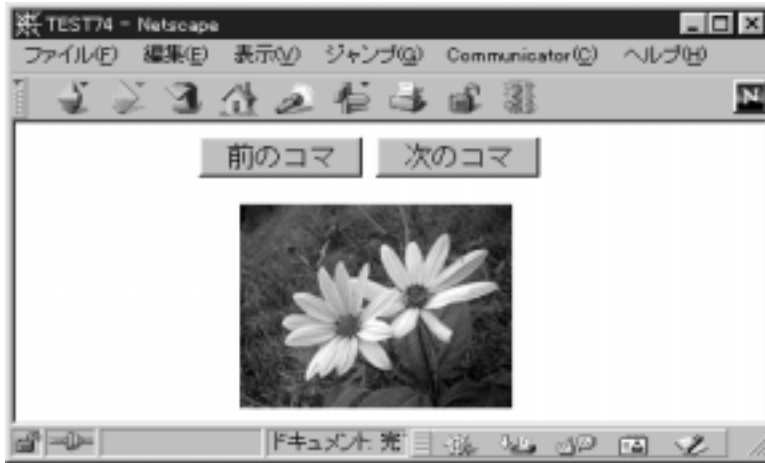 TEST74 - Netscape
ファイル(F) 編集(E) 表示(V) ジャンプ(G) Communicator(C) ヘルプ(H)
N
前のコマ 次のコマ
ドキュメント: 完